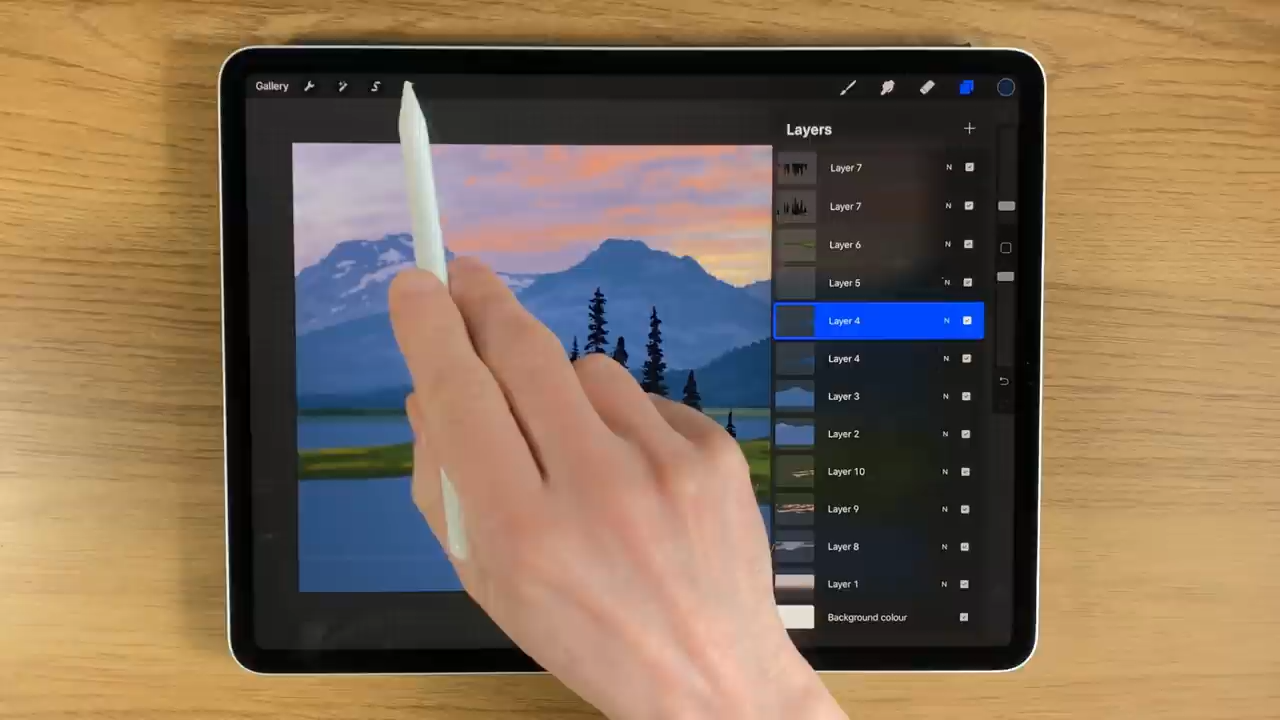 Gallery
Layers
Layer 7 N
Layer 7 N
Layer 6 N
Layer 5 N
Layer 4 N
Layer 4 N
Layer 3 N
Layer 2 N
Layer 10 N
Layer 9 N
Layer 8 N
Layer 1 N
Background colour